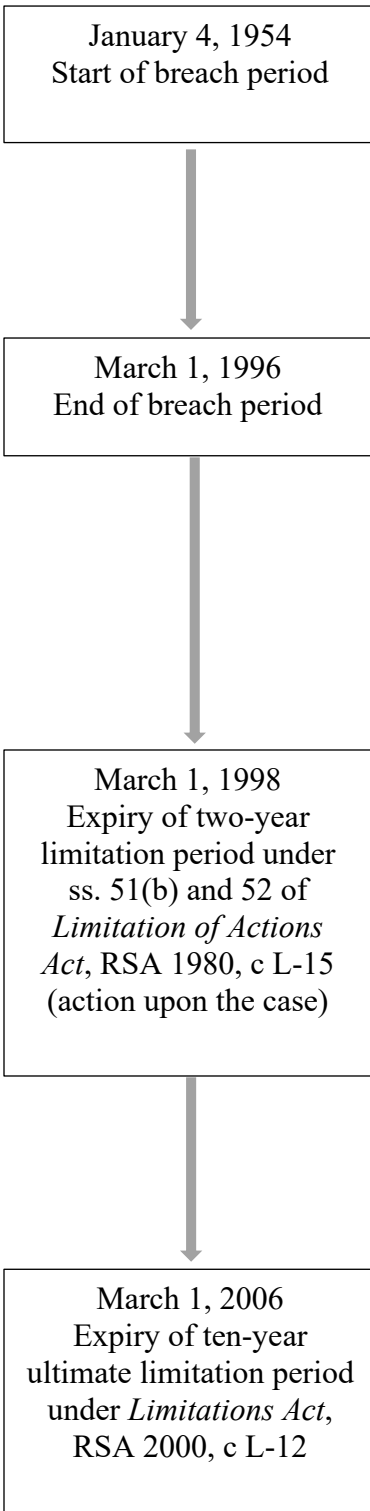 January 4, 1954
Start of breach period
March 1, 1996
End of breach period
March 1, 1998
Expiry of two-year
limitation period under
ss. 51(b) and 52 of
Limitation of Actions
Act, RSA 1980, c L-15
(action upon the case)
March 1, 2006
Expiry of ten-year
ultimate limitation period
under Limitations Act,
RSA 2000, c L-12